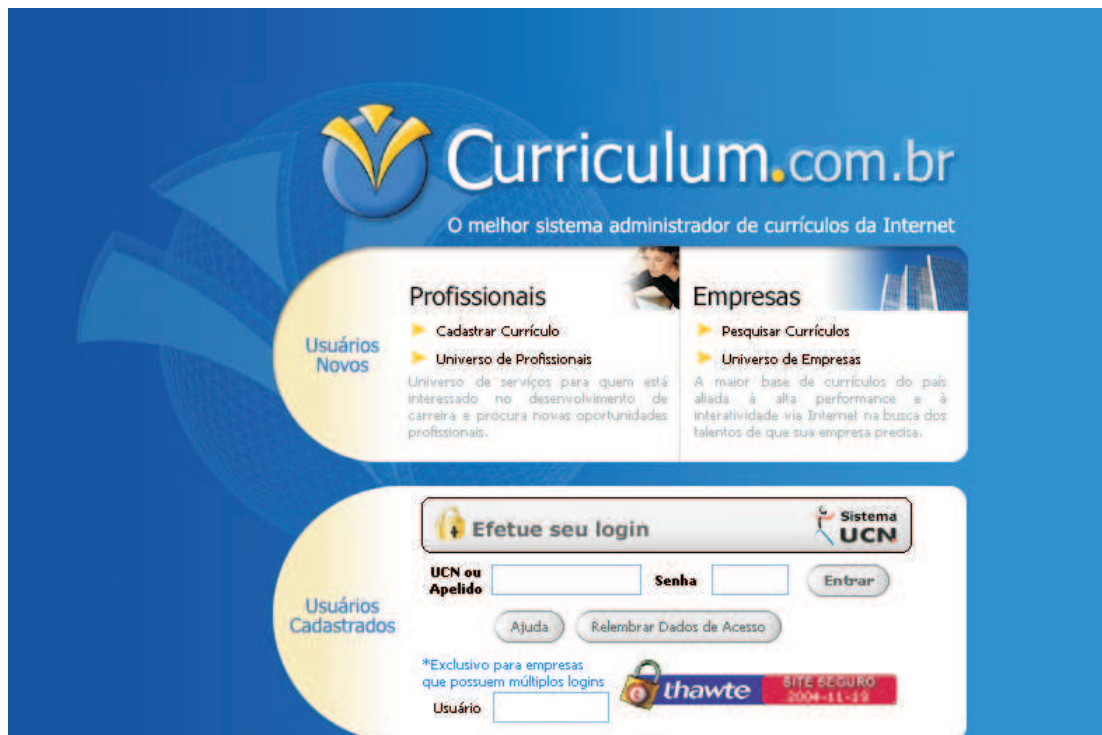 Curriculum.com.br
O melhor sistema administrador de currículos da Internet
Usuários
Novos
Profissionais
Cadastrar Currículo
Universo de Profissionais
Universo de serviços para quem está
interessado no desenvolvimento de
carreira e procura novas oportunidades
profissionais.
Empresas
Pesquisar Currículos
Universo de Empresas
A maior base de currículos do país
aliada à alta performance e à
interatividade via Internet na busca dos
talentos de que sua empresa precisa.
Usuários
Cadastrados
Efetue seu login
Sistema
UCN
UCN ou
Apelido
Senha
Entrar
Ajuda
Relembrar Dados de Acesso
*Exclusivo para empresas
que possuem múltiplos logins
Usuário
thawte
SITE SEGURO
2004-11-19